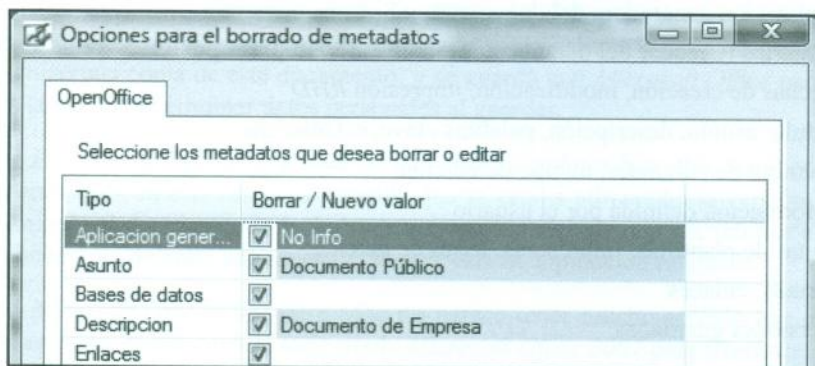 Opciones para el borrado de metadatos
OpenOffice
Seleccione los metadatos que desea borrar o editar
Tipo Borrar / Nuevo valor
Aplicacion gener... No Info
Asunto Documento Público
Bases de datos
Descripcion Documento de Empresa
Enlaces